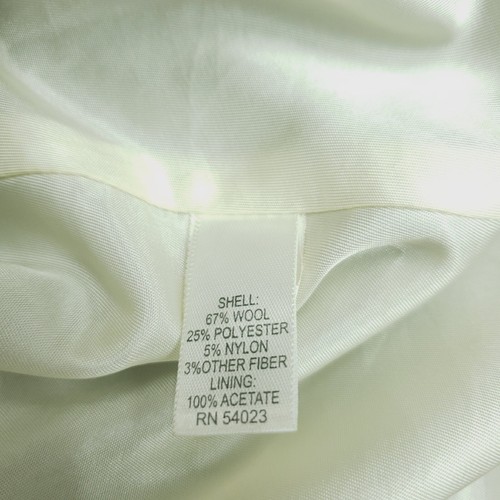 SHELL:
67% WOOL
25% POLYESTER
5% NYLON
3%OTHER FIBER
LINING:
100% ACETATE
RN 54023